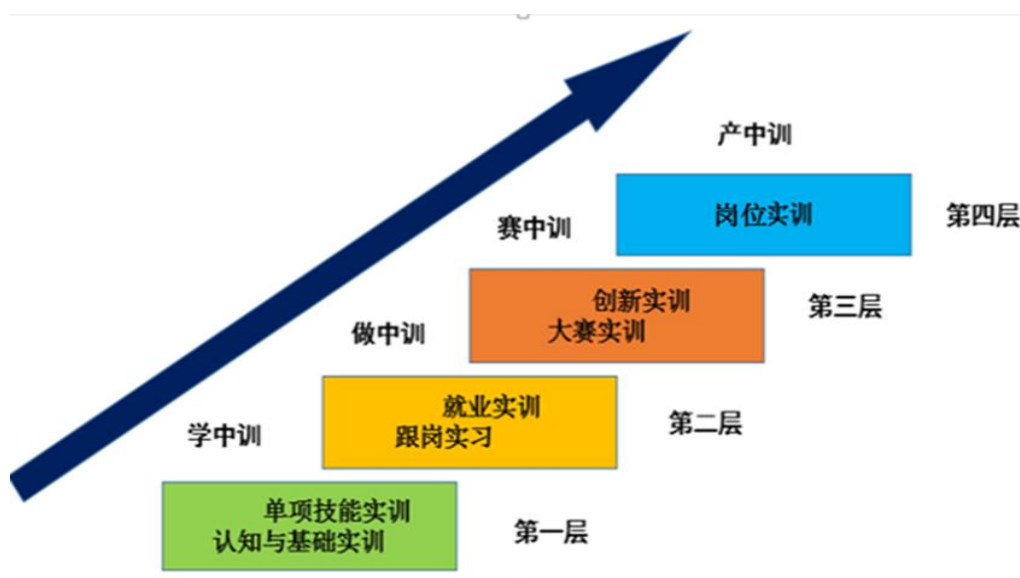 产中训
岗位实训
第四层
赛中训
创新实训
大赛实训
第三层
做中训
就业实训
跟岗实习
第二层
学中训
单项技能实训
认知与基础实训
第一层